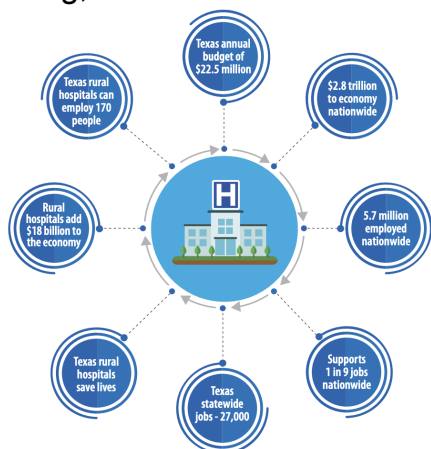 Texas annual
budget of
$22.5 million
$2.8 trillion
to economy
nationwide
5.7 million
employed
nationwide
Supports
1 in 9 jobs
nationwide
Texas
statewide
jobs - 27,000
Texas rural
hospitals
save lives
Rural
hospitals add
$18 billion to
the economy
Texas rural
hospitals can
employ 170
people
H